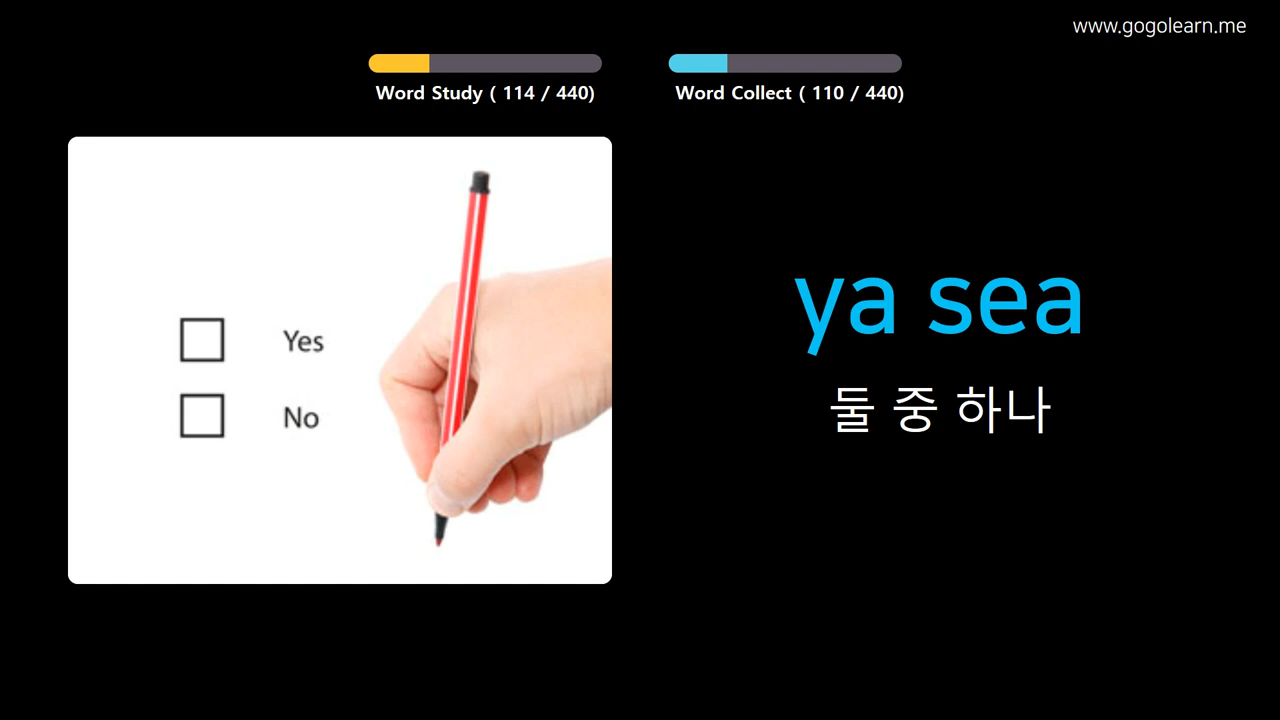 www.gogolearn.me
Word Study ( 114 / 440)
Word Collect ( 110 / 440)
Yes
No
ya sea
둘 중 하나